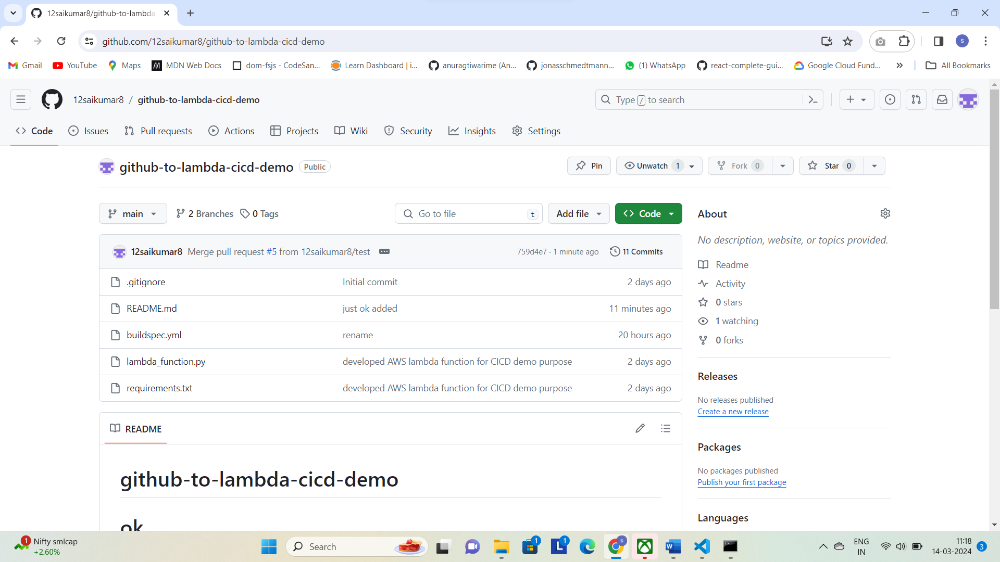 12saikumar8/github-to-lambda
github.com/12saikumar8/github-to-lambda-cicd-demo
S
Gmail YouTube Maps MDN Web Docs dom-fsjs - CodeSan... Learn Dashboard | i... anuragtiwarime (An... jonasschmedtmann... (1) WhatsApp react-complete-gui... Google Cloud Fund... » All Bookmarks
12saikumar8 / github-to-lambda-cicd-demo Type / to search
Code Issues Pull requests Actions Projects Wiki Security Insights Settings
github-to-lambda-cicd-demo Public Pin Unwatch 1 Fork 0 Star 0
main 2 Branches 0 Tags Go to file t Add file Code About
12saikumar8 Merge pull request #5 from 12saikumar8/test 759d4e7 · 1 minute ago 11 Commits
No description, website, or topics provided.
.gitignore Initial commit 2 days ago
README.md just ok added 11 minutes ago
buildspec.yml rename 20 hours ago
lambda_function.py developed AWS lambda function for CICD demo purpose 2 days ago
requirements.txt developed AWS lambda function for CICD demo purpose 2 days ago
Readme
Activity
0 stars
1 watching
0 forks
Releases
No releases published
Create a new release
Packages
No packages published
Publish your first package
Languages
README
github-to-lambda-cicd-demo
ok
1 Nifty smlcap
+2.60%
Search
1
1
S
ENG
IN
11:18
14-03-2024
3